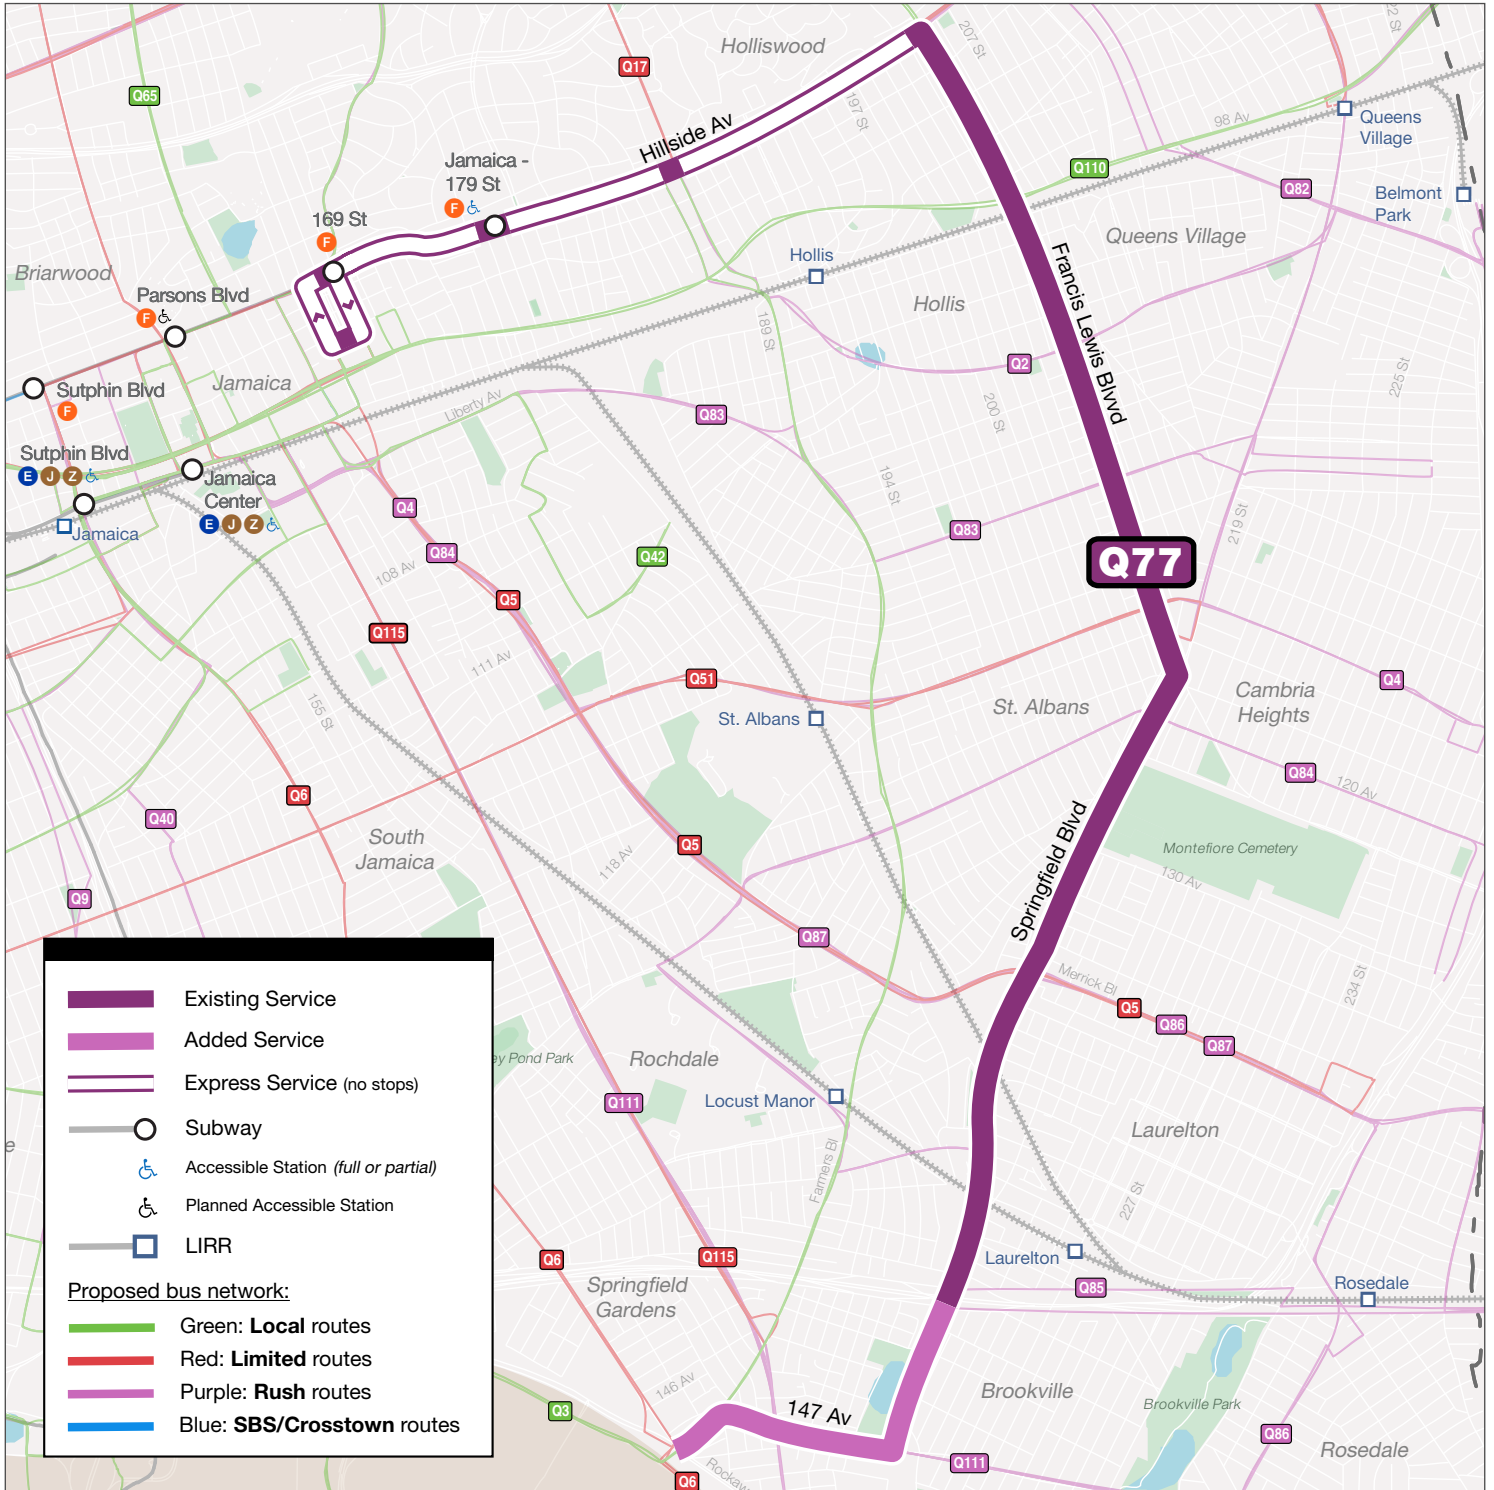 Holliswood
207 St
22 St
Q17
Q65
197 St
98 Av
Queens
Village
Hillside Av
Jamaica -
179 St
F
Q110
Q82
Belmont
Park
169 St
F
Queens Village
Briarwood
Hollis
Parsons Blvd
F
Francis Lewis Blvvd
Hollis
189 St
Q2
Jamaica
225 St
Sutphin Blvd
F
Liberty Av
Q83
200 St
Sutphin Blvd
E J Z
Jamaica
Center
E J Z
194 St
Q4
Q83
219 St
Jamaica
Q84
Q42
Q77
108 Av
Q5
Q115
111 Av
Q51
Q4
155 St
St. Albans
St. Albans
Cambria
Heights
Q84
120 Av
Q6
Q40
South
Jamaica
Q5
118 Av
Springfield Blvd
Montefiore Cemetery
130 Av
Q9
Q87
Merrick Bl
234 St
Q5
Q86
Q87
Existing Service
Added Service
Express Service (no stops)
Subway
Accessible Station (full or partial)
Planned Accessible Station
LIRR
Proposed bus network:
Green: Local routes
Red: Limited routes
Purple: Rush routes
Blue: SBS/Crosstown routes
e
ey Pond Park
Rochdale
Q111
Locust Manor
Laurelton
Farmers Bl
227 St
Q6
Q115
Laurelton
Springfield
Gardens
Q85
Rosedale
146 Av
Q3
147 Av
Brookville
Brookville Park
Q86
Rosedale
Q111
Rockaw
Q6